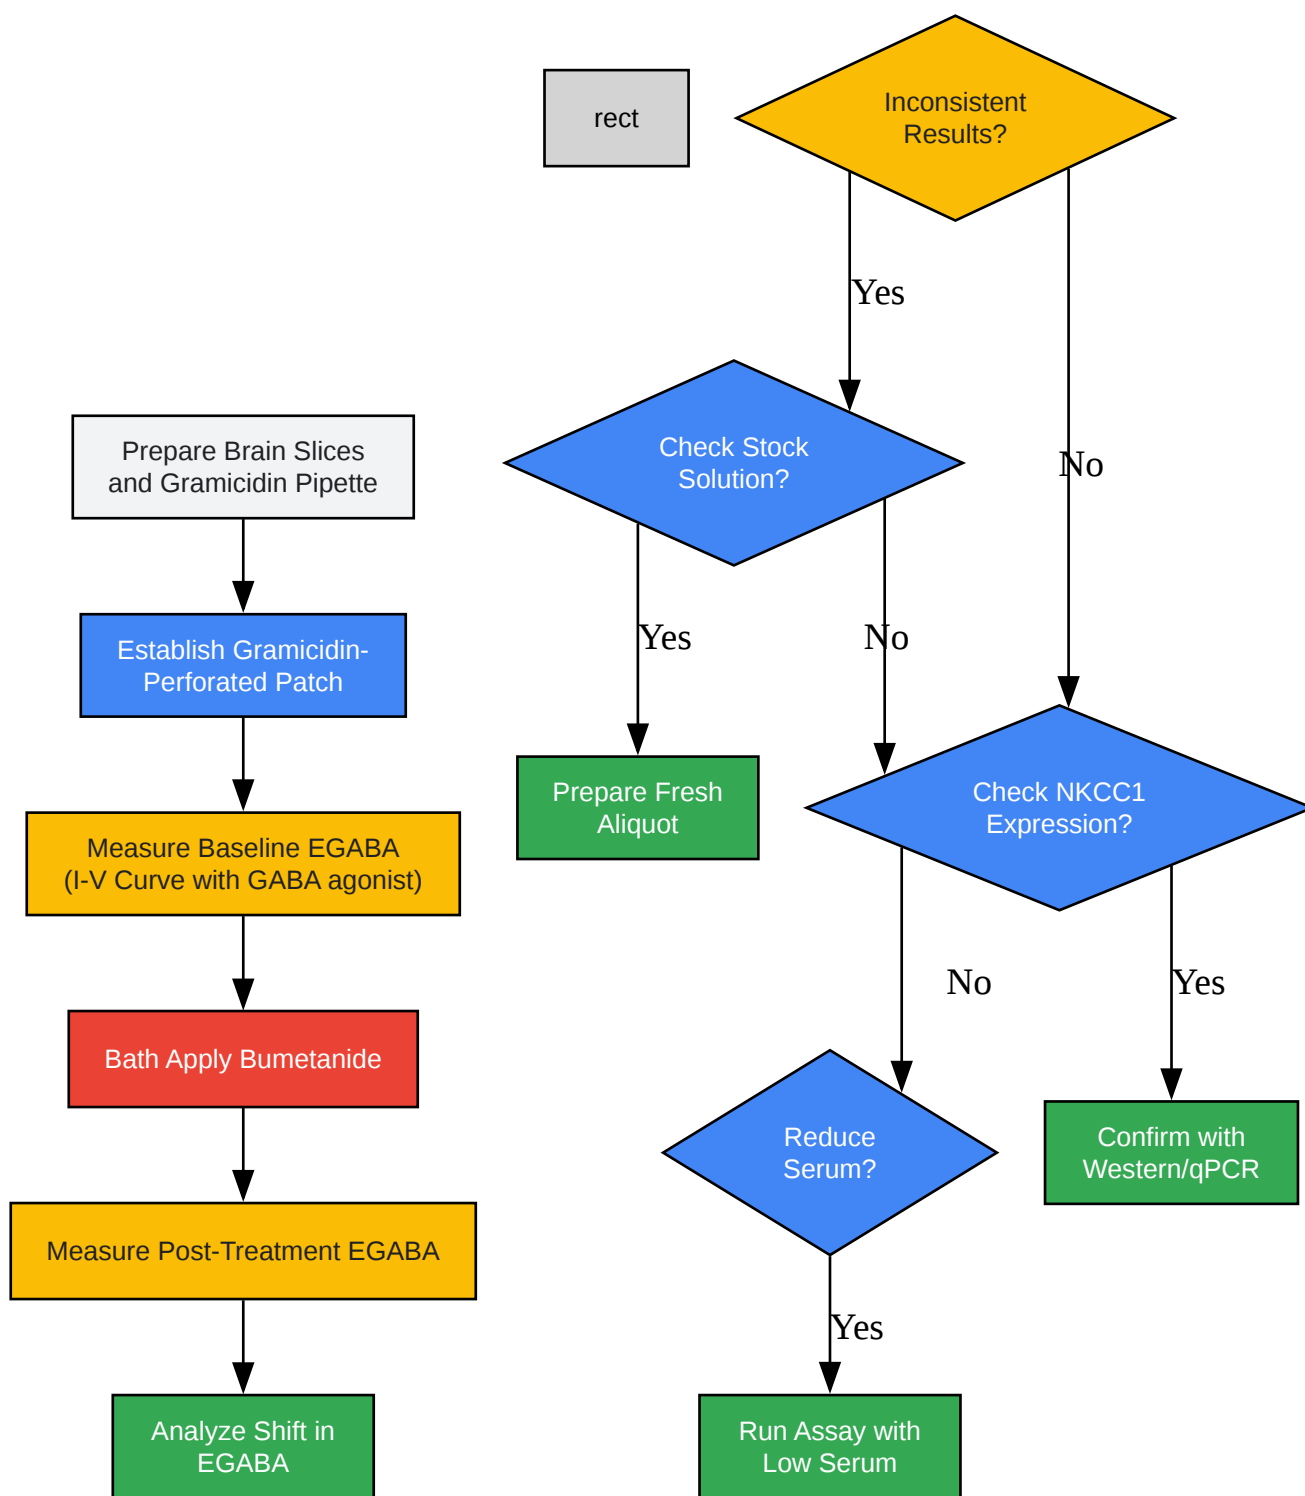 rect
Inconsistent
Results?
Yes
No
Check Stock
Solution?
Yes
No
Prepare Fresh
Aliquot
Check NKCC1
Expression?
No
Yes
Reduce
Serum?
Confirm with
Western/qPCR
Yes
Run Assay with
Low Serum
Prepare Brain Slices
and Gramicidin Pipette
Establish Gramicidin-
Perforated Patch
Measure Baseline EGABA
(I-V Curve with GABA agonist)
Bath Apply Bumetanide
Measure Post-Treatment EGABA
Analyze Shift in
EGABA